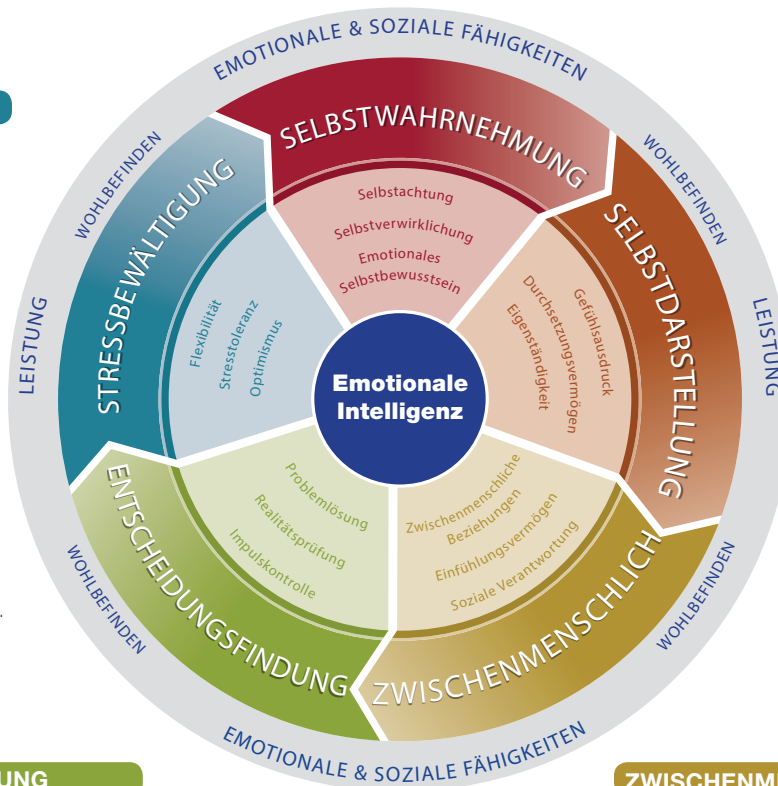 EMOTIONALE & SOZIALE FÄHIGKEITEN
WOHLBEFINDEN
WOHLBEFINDEN
LEISTUNG
LEISTUNG
SELBSTWAHRNEHMUNG
Selbstachtung
Selbstverwirklichung
Emotionales
Selbstbewusstsein
SELBSTDARSTELLUNG
Gefühlsausdruck
Durchsetzungsvermögen
Eigenständigkeit
STRESSBEWÄLTIGUNG
Flexibilität
Stresstoleranz
Optimismus
Emotionale
Intelligenz
ENTSCHEIDUNGSFINDUNG
Problemlösung
Realitätsprüfung
Impulskontrolle
ZWISCHENMENSCHLICH
Zwischenmenschliche
Beziehungen
Einfühlungsvermögen
Soziale Verantwortung
WOHLBEFINDEN
WOHLBEFINDEN
EMOTIONALE & SOZIALE FÄHIGKEITEN
UNG
ZWISCHENM